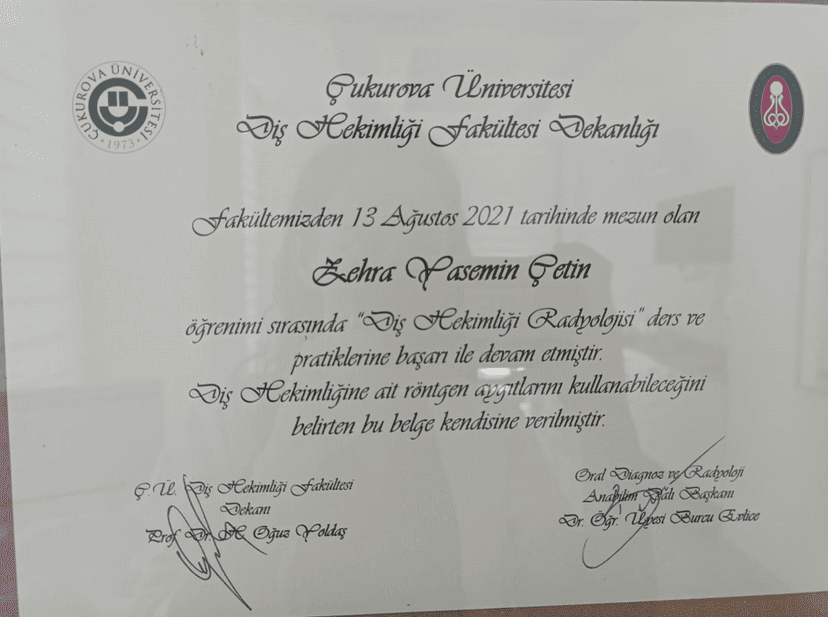 ÇUKUROVA ÜNİVERSİTESİ
• 1973 •
Çukurova Üniversitesi
Diş Hekimliği Fakültesi Dekanlığı
Fakültemizden 13 Ağustos 2021 tarihinde mezun olan
Zehra Yasemin Çetin
öğrenimi sırasında "Diş Hekimliği Radyolojisi" ders ve
pratiklerine başarı ile devam etmiştir.
Diş Hekimliğine ait röntgen aygıtlarını kullanabileceğini
belirten bu belge kendisine verilmiştir.
Ç.Ü. Diş Hekimliği Fakültesi
Dekanı
Prof. Dr. H. Oğuz Yoldaş
Oral Diagnoz ve Radyoloji
Anabilim Dalı Başkanı
Dr. Öğr. Üyesi Burcu Evlice